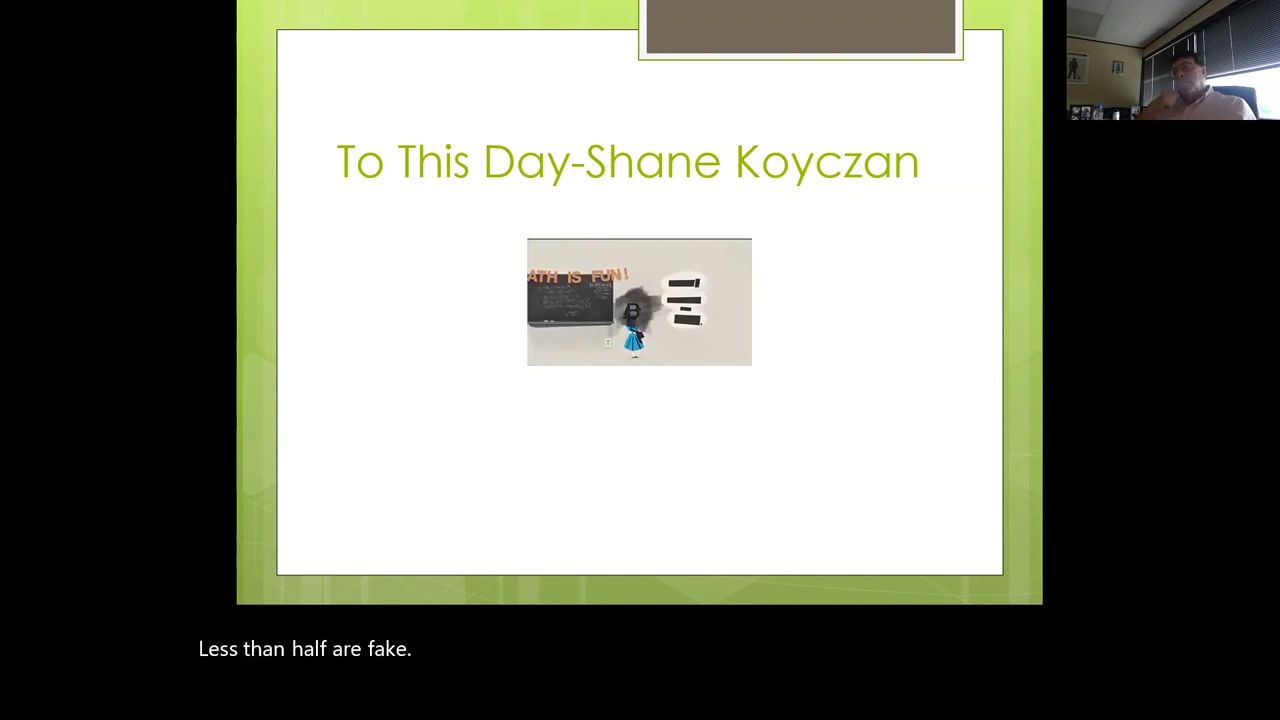 To This Day-Shane Koyczan
ATH IS FUN!
B
Less than half are fake.